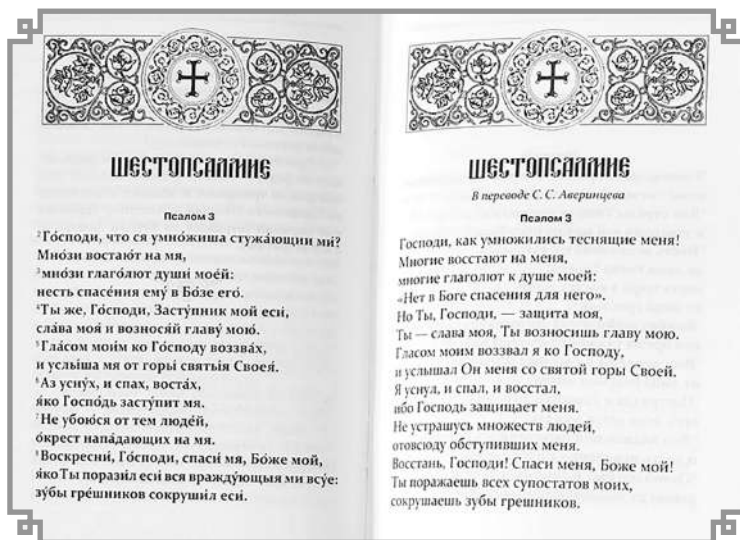 ШЕСТОПСАЛМИЕ
Псалом 3
²Го́споди, что ся умно́жиша стужа́ющии ми́?
Мно́зи востаю́т на мя,
³мно́зи глаго́лют души́ мое́й:
несть спасе́ния ему́ в Бо́зе его́.
⁴Ты же, Го́споди, Засту́пник мой еси́,
сла́ва моя́ и вознося́й главу́ мою́.
⁵Гла́сом мои́м ко Го́споду воззва́х,
и услы́ша мя от горы́ святы́я Своея́.
⁶Аз усну́х, и спах, воста́х,
я́ко Госпо́дь засту́пит мя.
⁷Не убою́ся от тем люде́й,
о́крест напа́дающих на мя.
⁸Воскресни́, Го́споди, спаси́ мя, Бо́же мой,
я́ко Ты порази́л еси́ вся вражду́ющыя ми всу́е:
зу́бы гре́шников сокруши́л еси́.
ШЕСТОПСАЛМИЕ
В переводе С. С. Аверинцева
Псалом 3
Господи, как умножились теснящие меня!
Многие восстают на меня,
многие глаголют к душе моей:
«Нет в Боге спасения для него».
Но Ты, Господи, — защита моя,
Ты — слава моя, Ты возносишь главу мою.
Гласом моим воззвал я ко Господу,
и услышал Он меня со святой горы Своей.
Я уснул, и спал, и восстал,
ибо Господь защищает меня.
Не устрашусь множеств людей,
отовсюду обступивших меня.
Восстань, Господи! Спаси меня, Боже мой!
Ты поражаешь всех супостатов моих,
сокрушаешь зубы грешников.